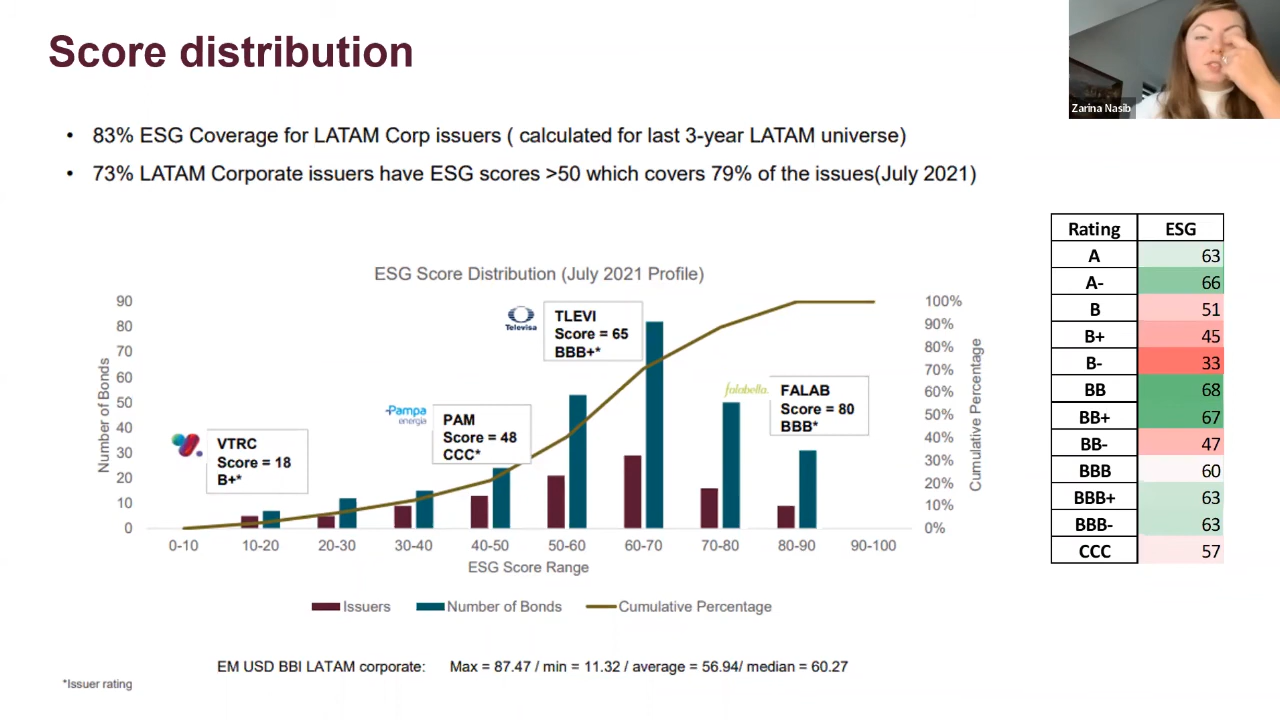 Score distribution
Zarina Nasib
• 83% ESG Coverage for LATAM Corp issuers ( calculated for last 3-year LATAM universe)
• 73% LATAM Corporate issuers have ESG scores >50 which covers 79% of the issues(July 2021)
ESG Score Distribution (July 2021 Profile)
Number of Bonds
90
80
70
60
50
40
30
20
10
0
VTRC
Score = 18
B+*
Pampa
energía
PAM
Score = 48
CCC*
Televisa
TLEVI
Score = 65
BBB+*
falabella.
FALAB
Score = 80
BBB*
100%
90%
80%
70%
60%
50%
40%
30%
20%
10%
0%
Cumulative Percentage
0-10 10-20 20-30 30-40 40-50 50-60 60-70 70-80 80-90 90-100
ESG Score Range
Issuers Number of Bonds Cumulative Percentage
Rating ESG
A 63
A- 66
B 51
B+ 45
B- 33
BB 68
BB+ 67
BB- 47
BBB 60
BBB+ 63
BBB- 63
CCC 57
EM USD BBI LATAM corporate: Max = 87.47 / min = 11.32 / average = 56.94/ median = 60.27
*Issuer rating